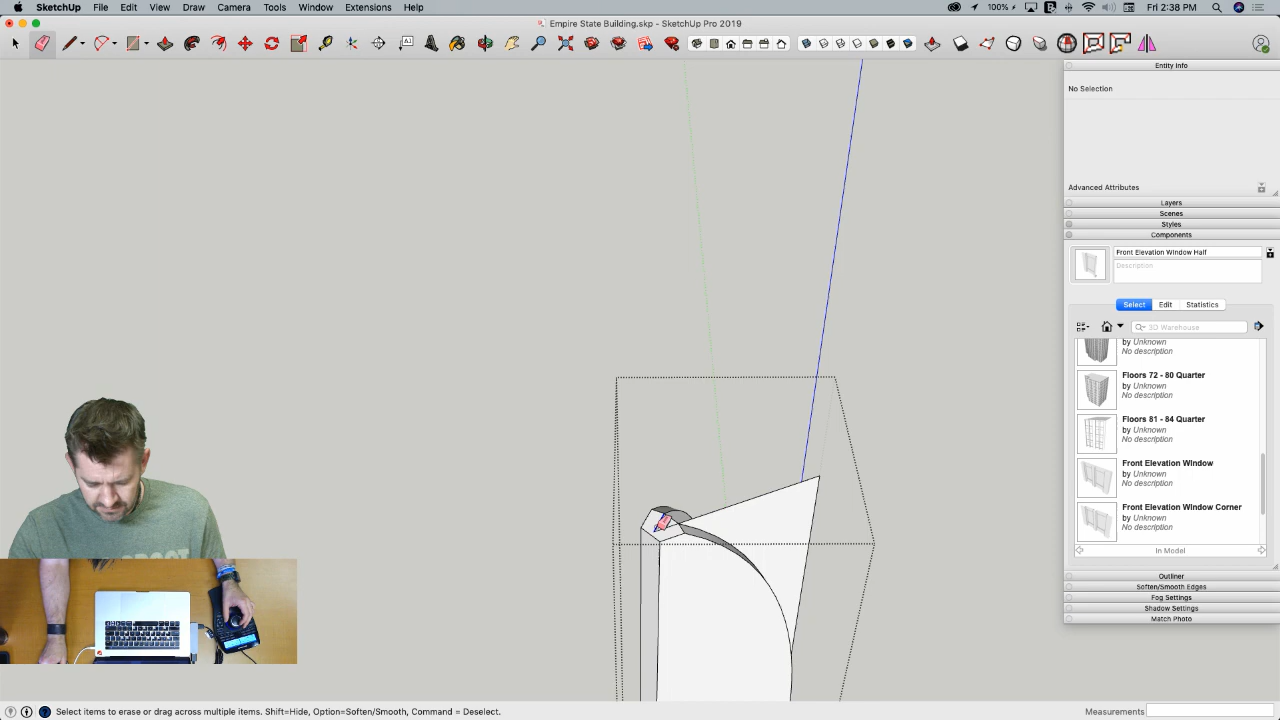 SketchUp File Edit View Draw Camera Tools Window Extensions Help 100% Fri 2:38 PM
Empire State Building.skp - SketchUp Pro 2019
Entity Info
No Selection
Advanced Attributes
Layers
Scenes
Styles
Components
Front Elevation Window Half
Description
Select Edit Statistics
3D Warehouse
by Unknown
No description
Floors 72 - 80 Quarter
by Unknown
No description
Floors 81 - 84 Quarter
by Unknown
No description
Front Elevation Window
by Unknown
No description
Front Elevation Window Corner
by Unknown
No description
In Model
Outliner
Soften/Smooth Edges
Fog Settings
Shadow Settings
Match Photo
Select items to erase or drag across multiple items. Shift=Hide, Option=Soften/Smooth, Command = Deselect.
Measurements